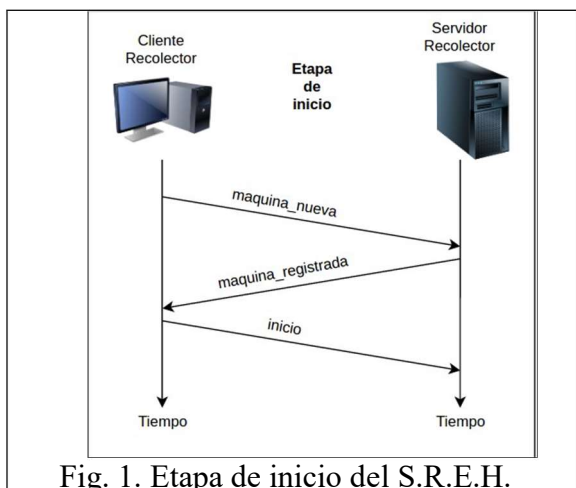 Cliente
Recolector
Etapa
de
inicio
Servidor
Recolector
maquina_nueva
maquina_registrada
inicio
Tiempo
Tiempo
Fig. 1. Etapa de inicio del S.R.E.H.